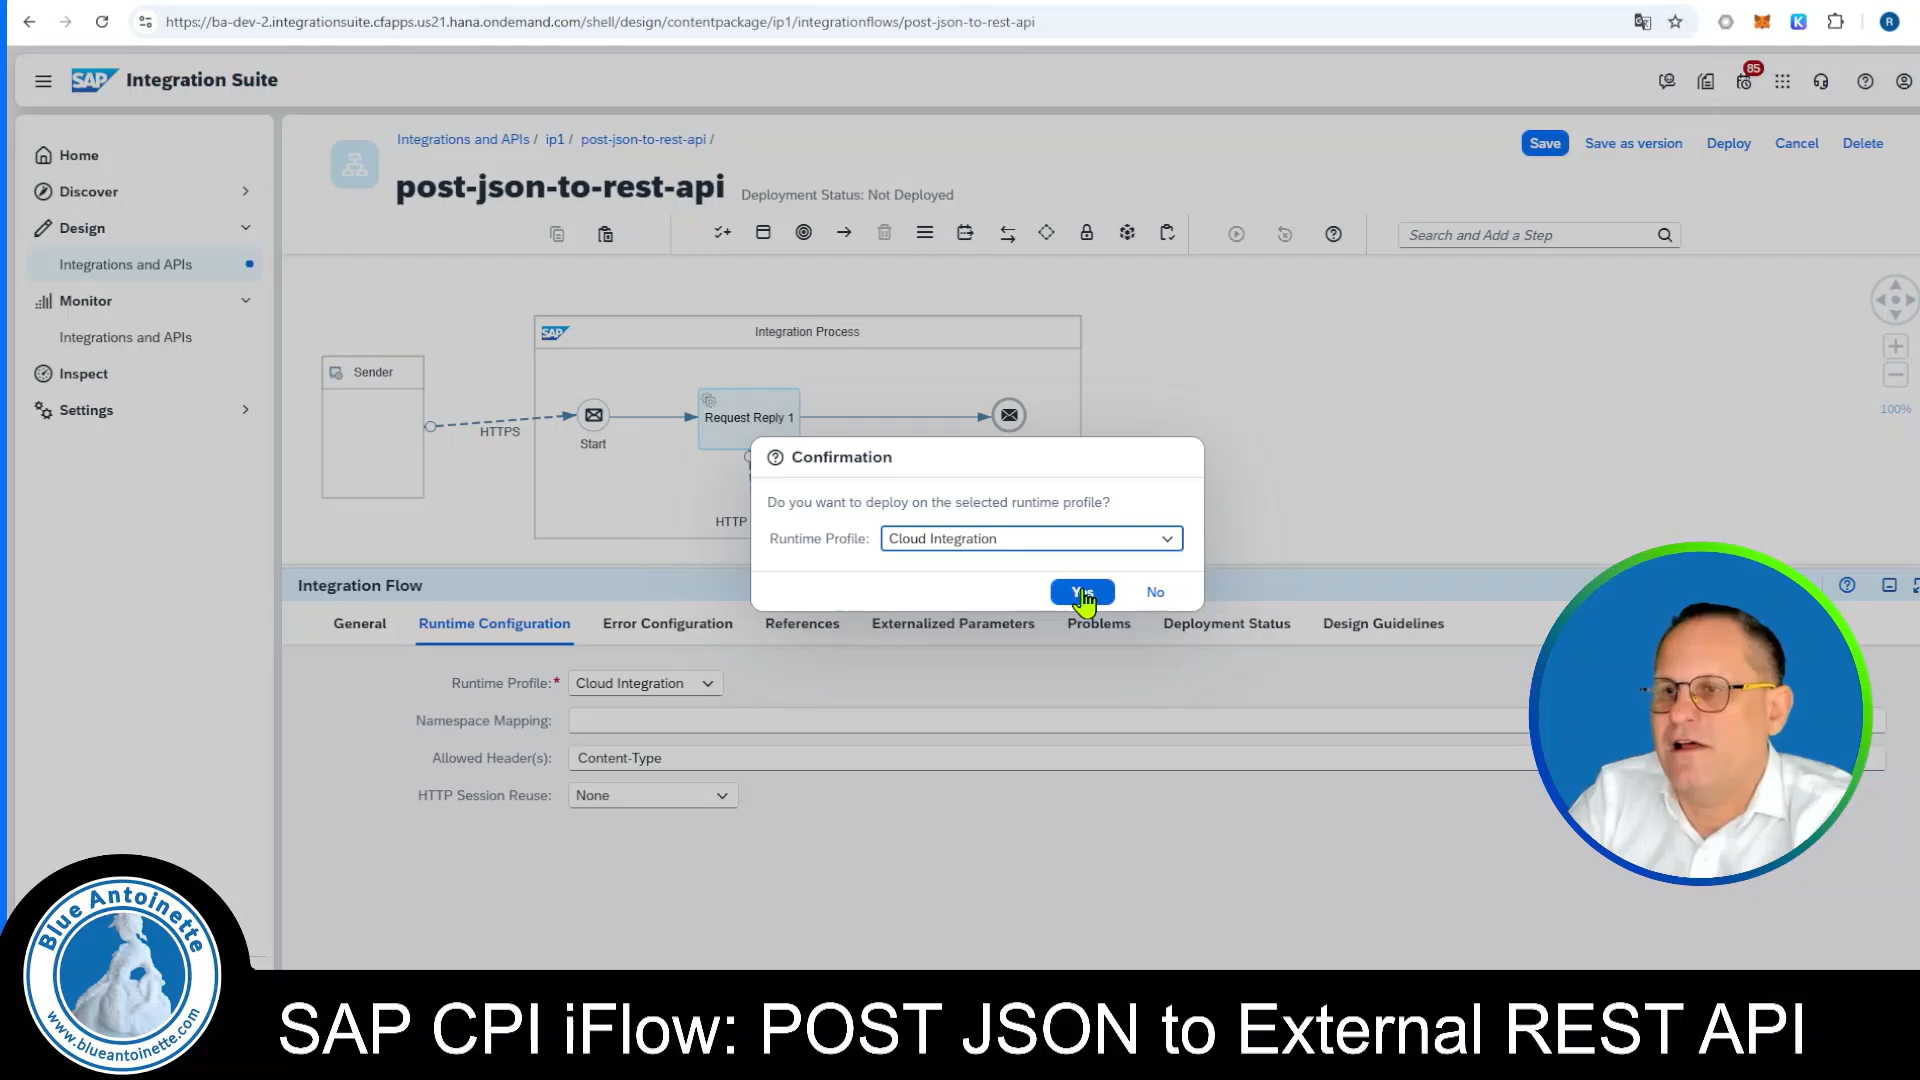 https://ba-dev-2.integrationsuite.cfapps.us21.hana.ondemand.com/shell/design/contentpackage/ip1/integrationflows/post-json-to-rest-api
K
R
SAP Integration Suite
85
Home
Discover
Design
Integrations and APIs
Monitor
Integrations and APIs
Inspect
Settings
Integrations and APIs / ip1 / post-json-to-rest-api /
Save
Save as version
Deploy
Cancel
Delete
post-json-to-rest-api
Deployment Status: Not Deployed
Search and Add a Step
SAP
Integration Process
Sender
HTTPS
Start
Request Reply 1
HTTP
100%
Confirmation
Do you want to deploy on the selected runtime profile?
Runtime Profile:
Cloud Integration
No
Integration Flow
General
Runtime Configuration
Error Configuration
References
Externalized Parameters
Problems
Deployment Status
Design Guidelines
Runtime Profile:*
Cloud Integration
Namespace Mapping:
Allowed Header(s):
Content-Type
HTTP Session Reuse:
None
Blue Antoinette
www.blueantoinette.com
SAP CPI iFlow: POST JSON to External REST API